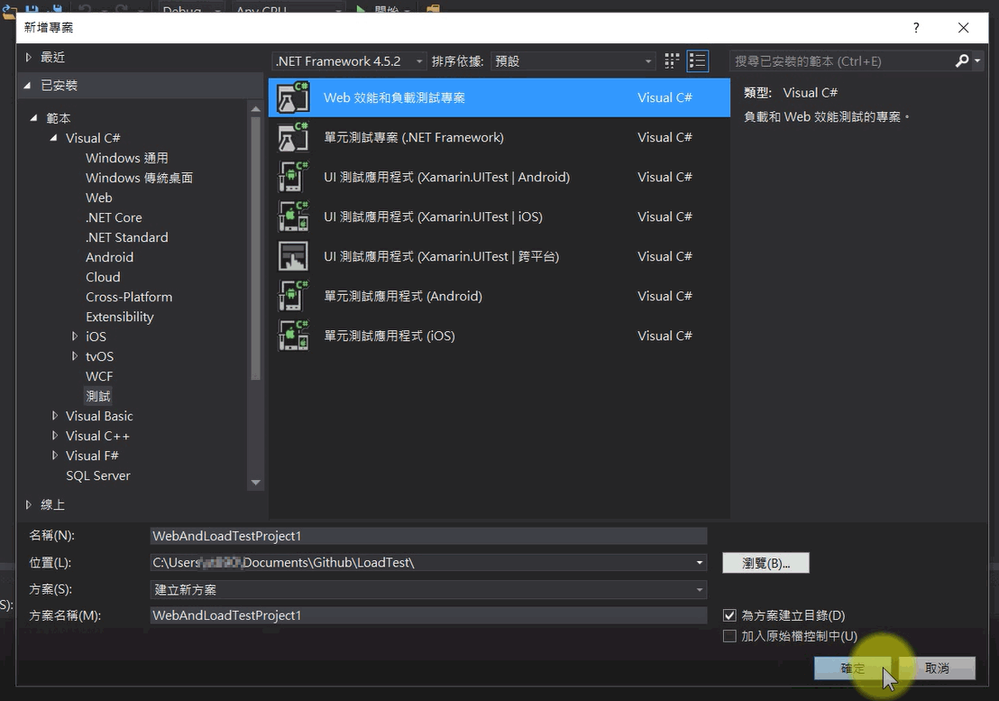 Debug
Any CPU
開始
新增專案
?
最近
.NET Framework 4.5.2
排序依據:
預設
搜尋已安裝的範本 (Ctrl+E)
已安裝
範本
Visual C#
Windows 通用
Windows 傳統桌面
Web
.NET Core
.NET Standard
Android
Cloud
Cross-Platform
Extensibility
iOS
tvOS
WCF
測試
Visual Basic
Visual C++
Visual F#
SQL Server
線上
Web 效能和負載測試專案 Visual C#
單元測試專案 (.NET Framework) Visual C#
UI 測試應用程式 (Xamarin.UITest | Android) Visual C#
UI 測試應用程式 (Xamarin.UITest | iOS) Visual C#
UI 測試應用程式 (Xamarin.UITest | 跨平台) Visual C#
單元測試應用程式 (Android) Visual C#
單元測試應用程式 (iOS) Visual C#
類型: Visual C#
負載和 Web 效能測試的專案。
名稱(N): WebAndLoadTestProject1
位置(L): C:\Users\ \Documents\Github\LoadTest\
瀏覽(B)...
S):
方案(S): 建立新方案
方案名稱(M): WebAndLoadTestProject1
為方案建立目錄(D)
加入原始檔控制中(U)
確定
取消